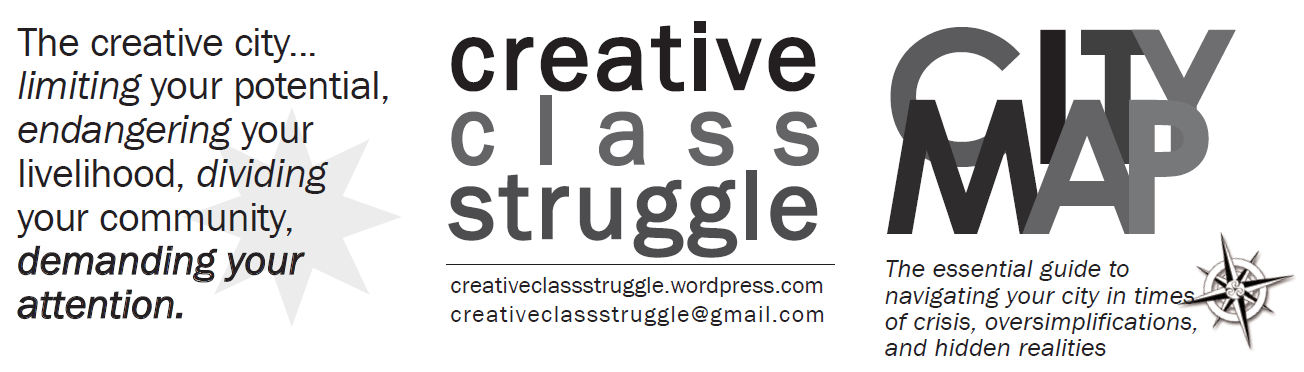 The creative city...
limiting your potential,
endangering your
livelihood, dividing
your community,
demanding your
attention.
creative
class
struggle
creativeclassstruggle.wordpress.com
creativeclassstruggle@gmail.com
CITY
MAP
The essential guide to
navigating your city in times
of crisis, oversimplifications,
and hidden realities